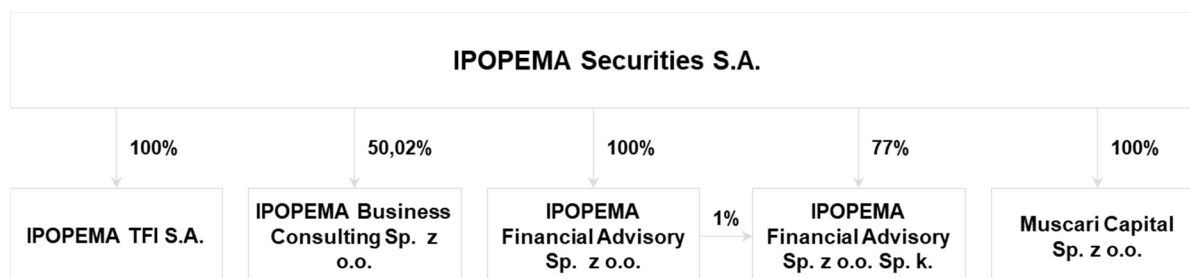 IPOPEMA Securities S.A.
100%
50,02%
100%
77%
100%
IPOPEMA TFI S.A.
IPOPEMA Business
Consulting Sp. z
o.o.
IPOPEMA
Financial Advisory
Sp. z o.o.
1%
IPOPEMA
Financial Advisory
Sp. z o.o. Sp. k.
Muscari Capital
Sp. z o.o.